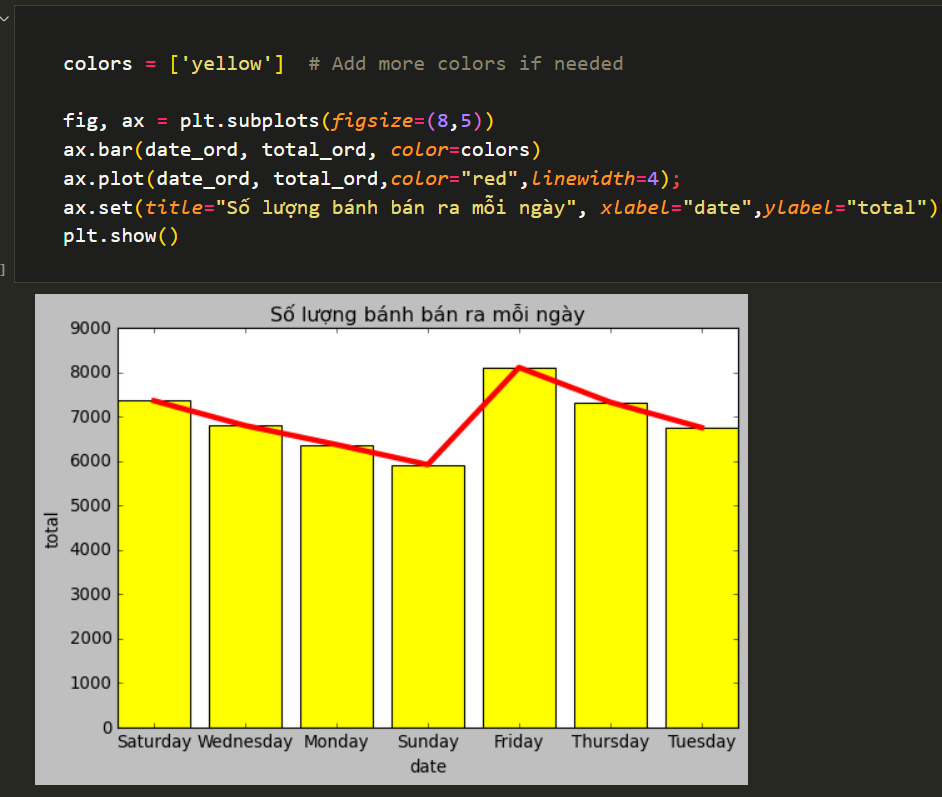 colors = ['yellow']  # Add more colors if needed
fig, ax = plt.subplots(figsize=(8,5))
ax.bar(date_ord, total_ord, color=colors)
ax.plot(date_ord, total_ord,color="red",linewidth=4);
ax.set(title="Số lượng bánh bán ra mỗi ngày", xlabel="date",ylabel="total")
plt.show()
]
Số lượng bánh bán ra mỗi ngày
9000
8000
7000
6000
5000
4000
3000
2000
1000
0
total
Saturday Wednesday Monday Sunday Friday Thursday Tuesday
date